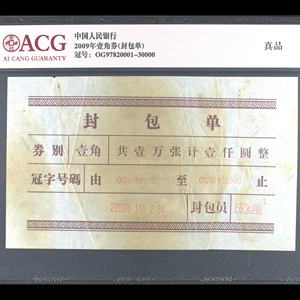 ACG
AI CANG GUARANTY
中国人民银行
2009年壹角券(封包单)
冠号: OG97820001-30000
真品
封包单
券别 壹角 共壹万张计壹仟圆整
冠字号码 由 至 止
封包员